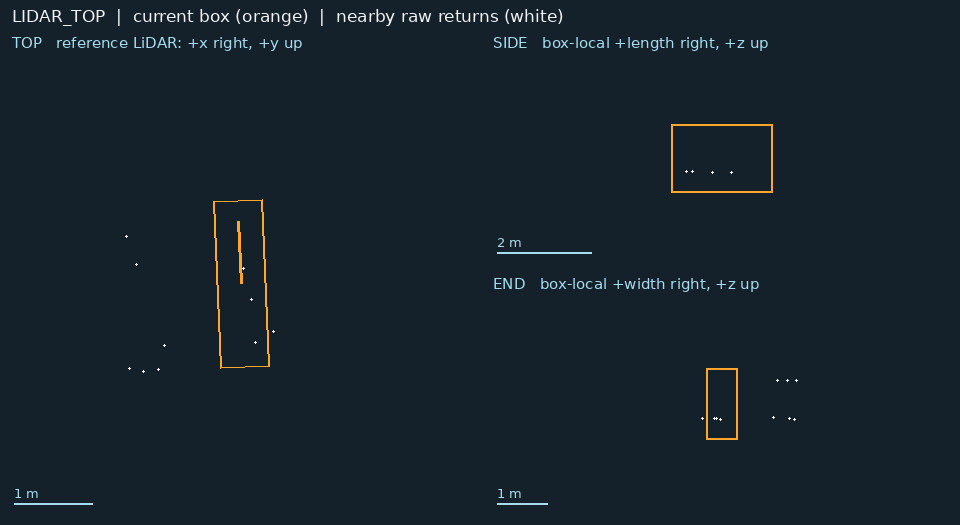 LIDAR_TOP | current box (orange) | nearby raw returns (white)
TOP reference LiDAR: +x right, +y up
SIDE box-local +length right, +z up
2 m
END box-local +width right, +z up
1 m
1 m